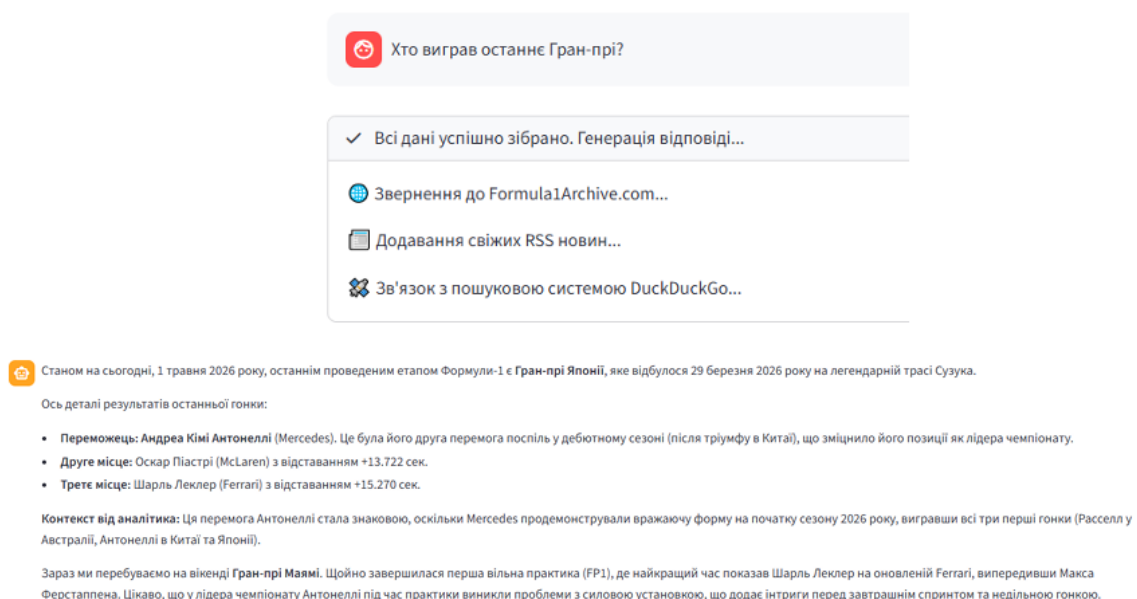 Хто виграв останнє Гран-прі?
Всі дані успішно зібрано. Генерація відповіді...
Звернення до Formula1Archive.com...
Додавання свіжих RSS новин...
Зв'язок з пошуковою системою DuckDuckGo...
Станом на сьогодні, 1 травня 2026 року, останнім проведеним етапом Формули-1 є Гран-прі Японії, яке відбулося 29 березня 2026 року на легендарній трасі Сузука.
Ось деталі результатів останньої гонки:
• Переможець: Андреа Кімі Антонеллі (Mercedes). Це була його друга перемога поспіль у дебютному сезоні (після тріумфу в Китаї), що зміцнило його позиції як лідера чемпіонату.
• Друге місце: Оскар Піастрі (McLaren) з відставанням +13.722 сек.
• Третє місце: Шарль Леклер (Ferrari) з відставанням +15.270 сек.
Контекст від аналітика: Ця перемога Антонеллі стала знаковою, оскільки Mercedes продемонстрували вражаючу форму на початку сезону 2026 року, вигравши всі три перші гонки (Расселл у
Австралії, Антонеллі в Китаї та Японії).
Зараз ми перебуваємо на вікенді Гран-прі Маямі. Щойно завершилася перша вільна практика (FP1), де найкращий час показав Шарль Леклер на оновленій Ferrari, випередивши Макса
Ферстаппена. Цікаво, що у лідера чемпіонату Антонеллі під час практики виникли проблеми з силовою установкою, що додає інтриги перед завтрашнім спринтом та недільною гонкою.